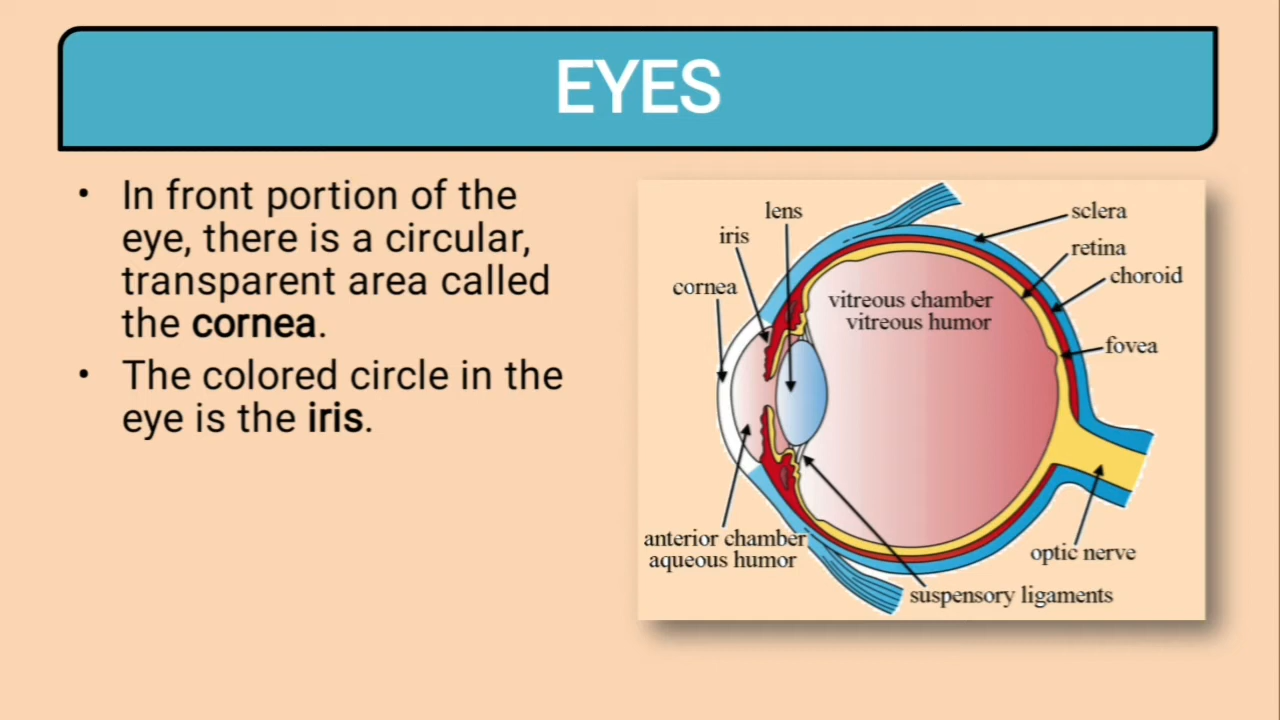 EYES
• In front portion of the
eye, there is a circular,
transparent area called
the cornea.
• The colored circle in the
eye is the iris.
lens
iris
cornea
sclera
retina
choroid
vitreous chamber
vitreous humor
fovea
anterior chamber
aqueous humor
optic nerve
suspensory ligaments